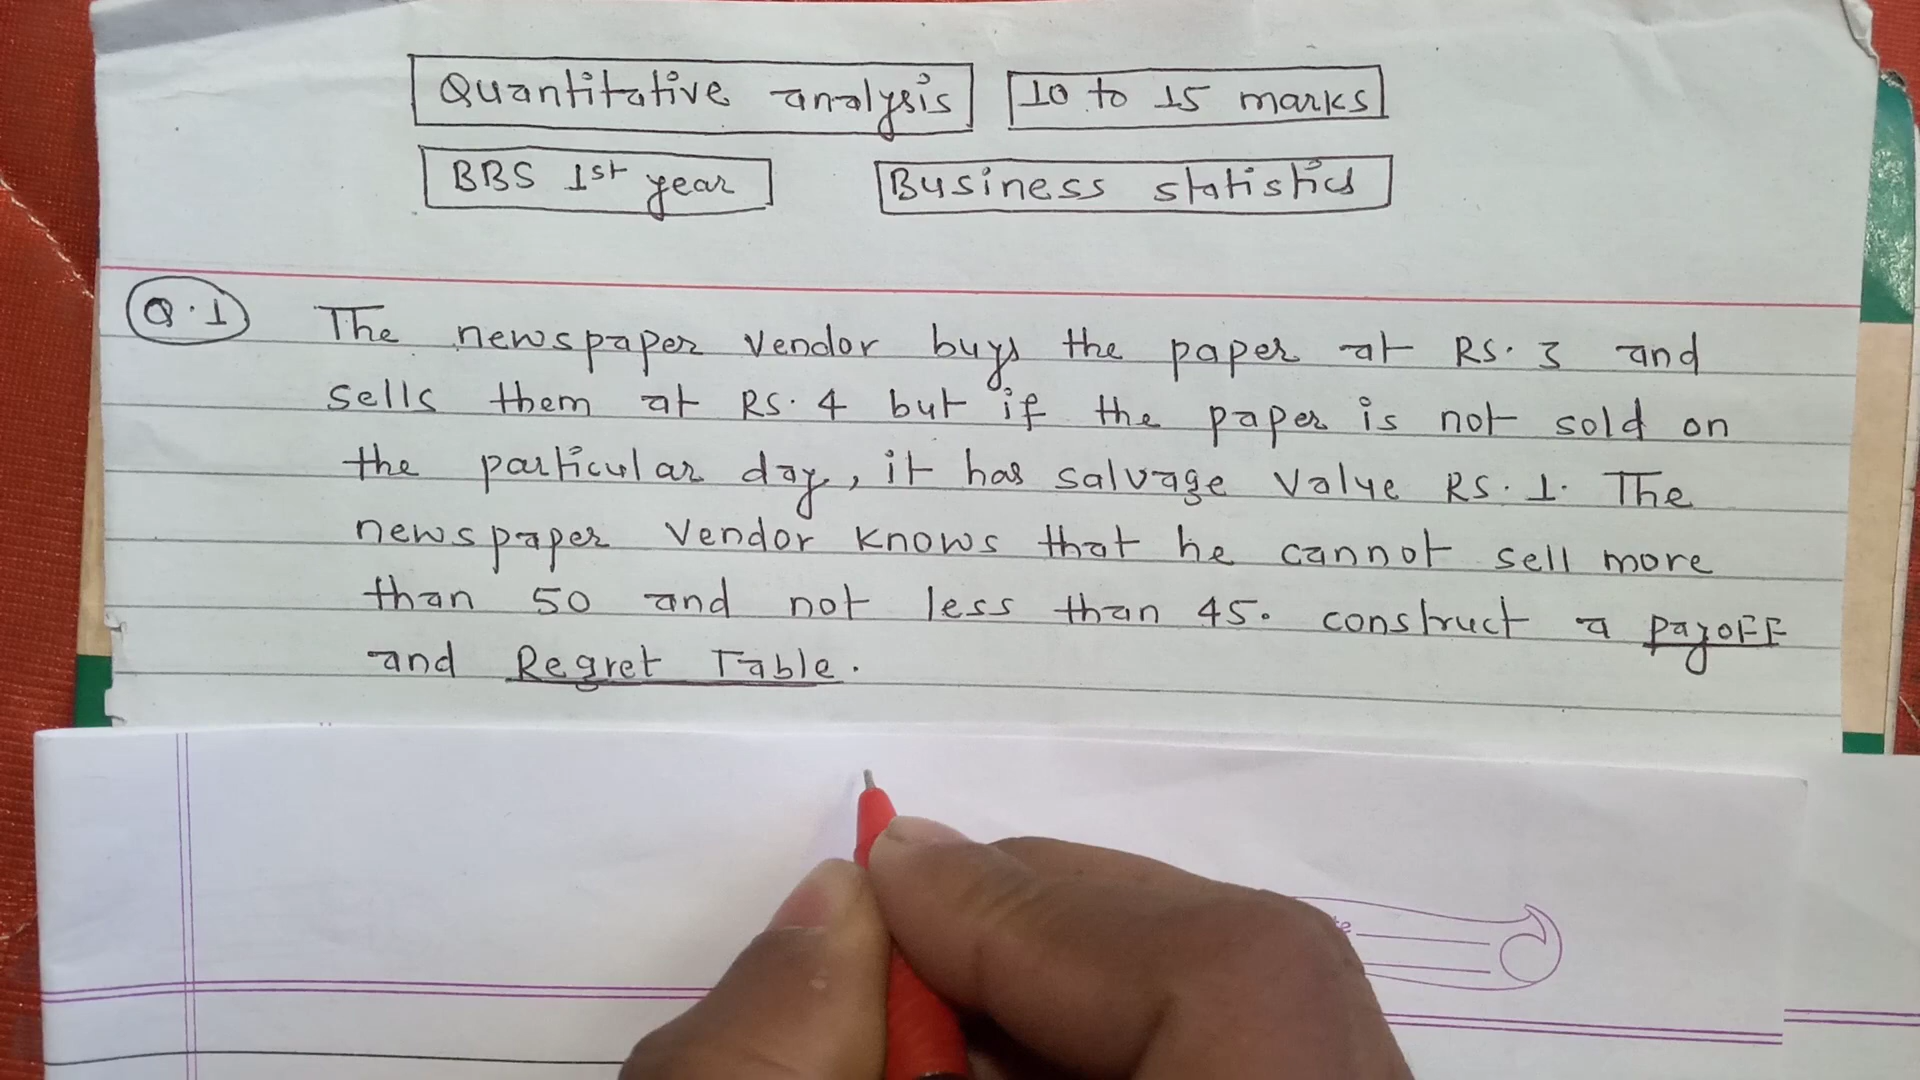 Quantitative analysis 10 to 15 marks
BBS 1st year Business statistics
Q.1 The newspaper vendor buys the paper at RS. 3 and
sells them at RS. 4 but if the paper is not sold on
the particular day, it has salvage value RS. 1. The
newspaper vendor knows that he cannot sell more
than 50 and not less than 45. construct a payoff
and Regret Table.